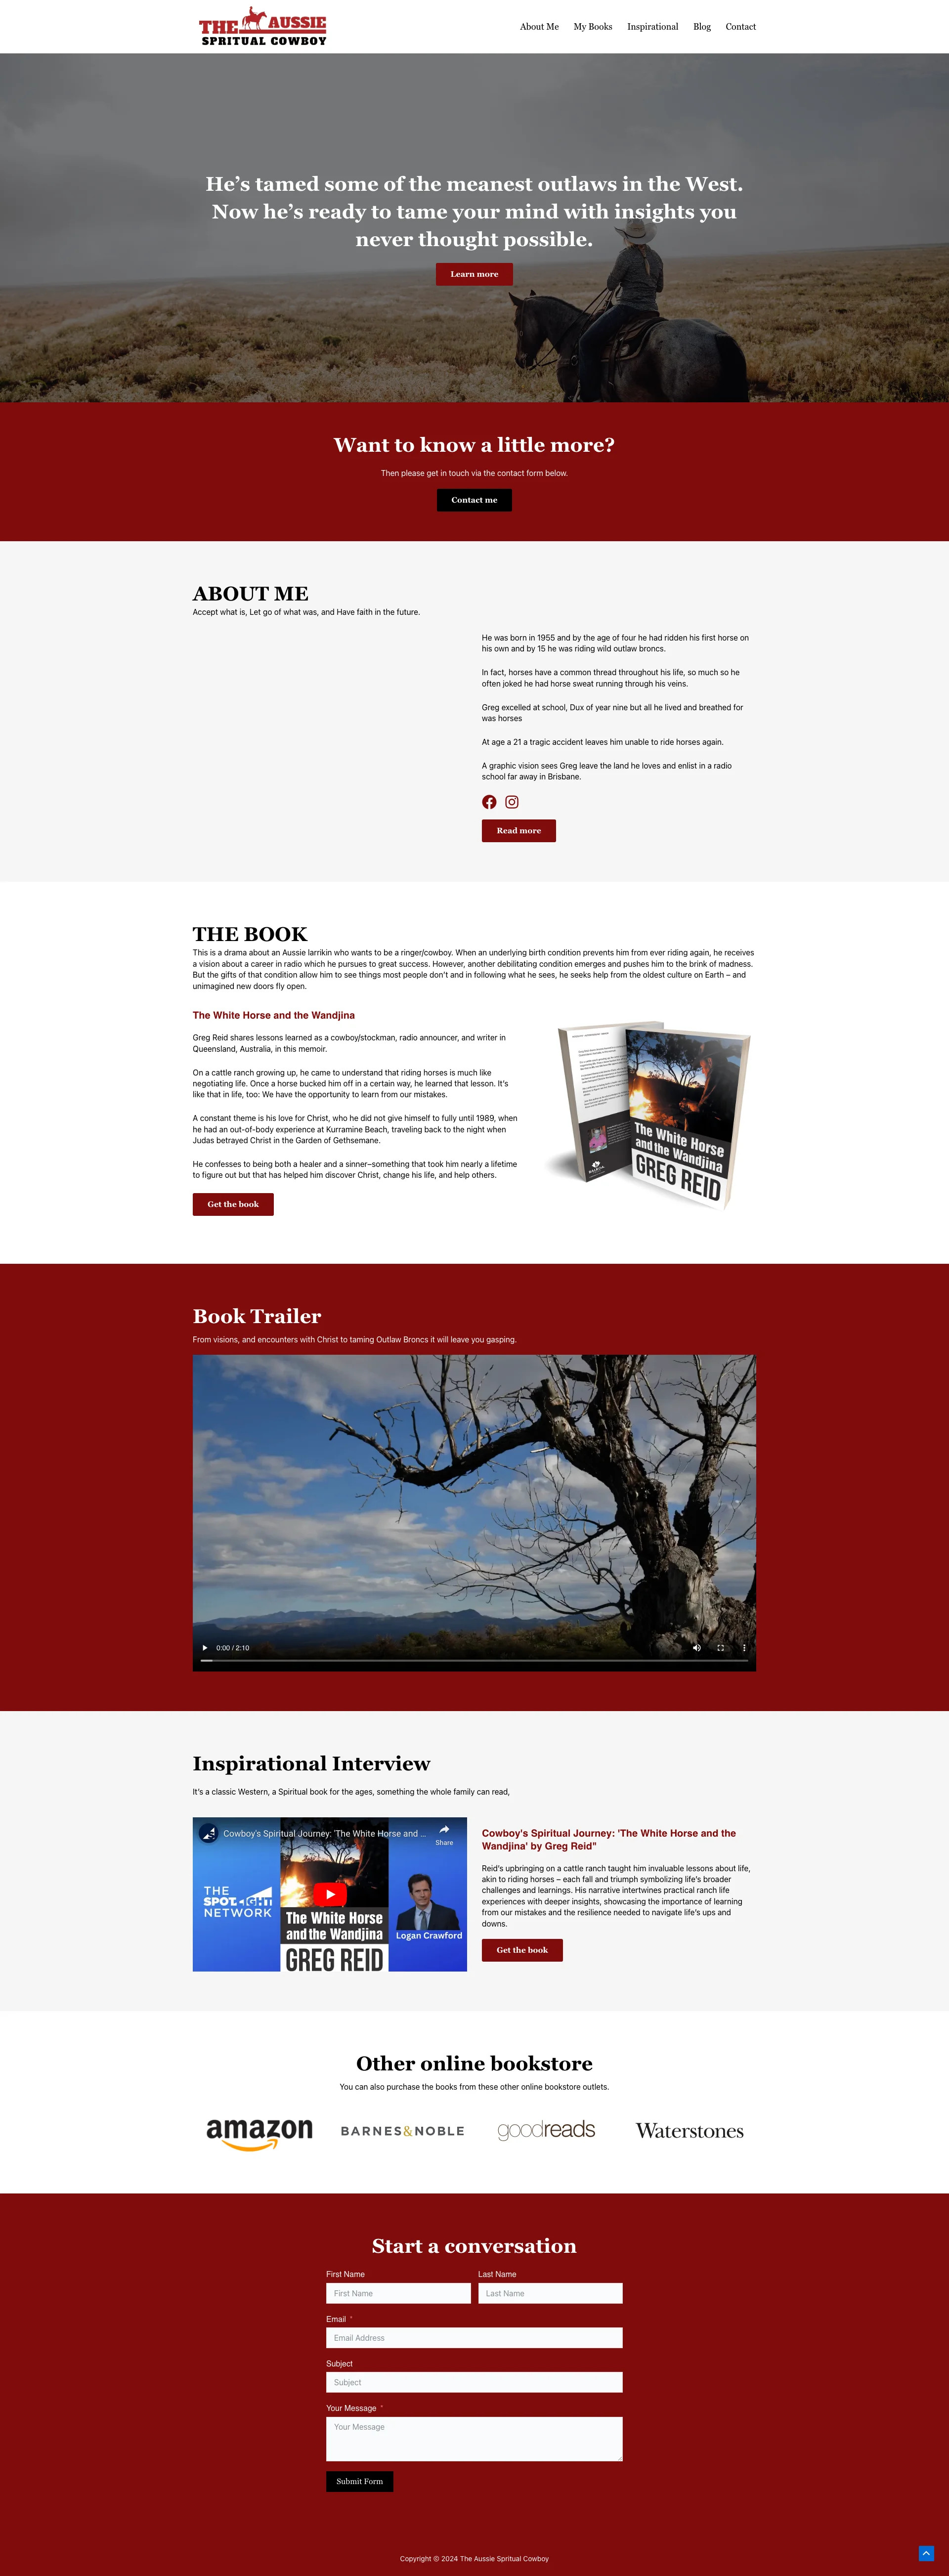 THE AUSSIE
SPRITUAL COWBOY
About Me
My Books
Inspirational
Blog
Contact
He’s tamed some of the meanest outlaws in the West.
Now he’s ready to tame your mind with insights you
never thought possible.
Learn more
Want to know a little more?
Then please get in touch via the contact form below.
Contact me
ABOUT ME
Accept what is, Let go of what was, and Have faith in the future.
He was born in 1955 and by the age of four he had ridden his first horse on
his own and by 15 he was riding wild outlaw broncs.
In fact, horses have a common thread throughout his life, so much so he
often joked he had horse sweat running through his veins.
Greg excelled at school, Dux of year nine but all he lived and breathed for
was horses
At age a 21 a tragic accident leaves him unable to ride horses again.
A graphic vision sees Greg leave the land he loves and enlist in a radio
school far away in Brisbane.
Read more
THE BOOK
This is a drama about an Aussie larrikin who wants to be a ringer/cowboy. When an underlying birth condition prevents him from ever riding again, he receives
a vision about a career in radio which he pursues to great success. However, another debilitating condition emerges and pushes him to the brink of madness.
But the gifts of that condition allow him to see things most people don’t and in following what he sees, he seeks help from the oldest culture on Earth – and
unimagined new doors fly open.
The White Horse and the Wandjina
Greg Reid shares lessons learned as a cowboy/stockman, radio announcer, and writer in
Queensland, Australia, in this memoir.
On a cattle ranch growing up, he came to understand that riding horses is much like
negotiating life. Once a horse bucked him off in a certain way, he learned that lesson. It’s
like that in life, too: We have the opportunity to learn from our mistakes.
A constant theme is his love for Christ, who he did not give himself to fully until 1989, when
he had an out-of-body experience at Kurramine Beach, traveling back to the night when
Judas betrayed Christ in the Garden of Gethsemane.
He confesses to being both a healer and a sinner–something that took him nearly a lifetime
to figure out but that has helped him discover Christ, change his life, and help others.
Get the book
The White Horse
and the Wandjina
GREG REID
Book Trailer
From visions, and encounters with Christ to taming Outlaw Broncs it will leave you gasping.
0:00 / 2:10
Inspirational Interview
It’s a classic Western, a Spiritual book for the ages, something the whole family can read,
Cowboy's Spiritual Journey: 'The White Horse and ...
Share
THE
SPOTLIGHT
NETWORK
The White Horse
and the Wandjina
GREG REID
Logan Crawford
Cowboy's Spiritual Journey: 'The White Horse and the
Wandjina' by Greg Reid"
Reid's upbringing on a cattle ranch taught him invaluable lessons about life,
akin to riding horses – each fall and triumph symbolizing life's broader
challenges and learnings. His narrative intertwines practical ranch life
experiences with deeper insights, showcasing the importance of learning
from our mistakes and the resilience needed to navigate life's ups and
downs.
Get the book
Other online bookstore
You can also purchase the books from these other online bookstore outlets.
amazon
BARNES&NOBLE
goodreads
Waterstones
Start a conversation
First Name
Last Name
First Name
Last Name
Email *
Email Address
Subject
Subject
Your Message *
Your Message
Submit Form
Copyright © 2024 The Aussie Spritual Cowboy